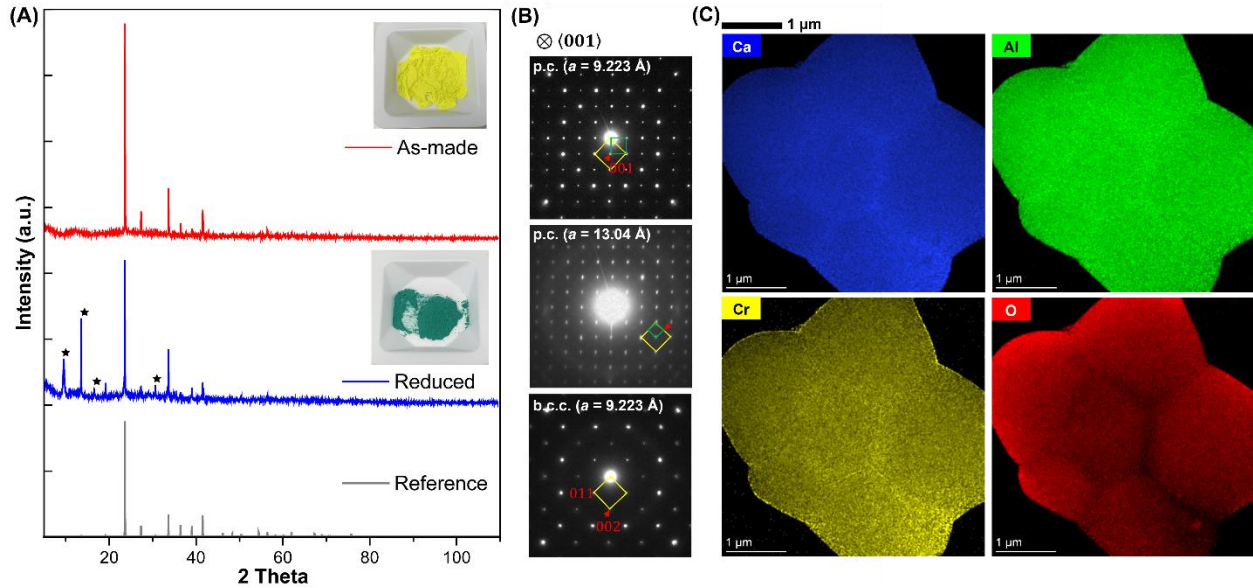 (A)
Intensity (a.u.)
As-made
★
★
★
★
Reduced
Reference
20
40
60
80
100
2 Theta
(B)
⊗ ⟨001⟩
p.c. (a = 9.223 Å)
001
p.c. (a = 13.04 Å)
b.c.c. (a = 9.223 Å)
011
002
(C)
1 µm
Ca
1 µm
Al
1 µm
Cr
1 µm
O
1 µm